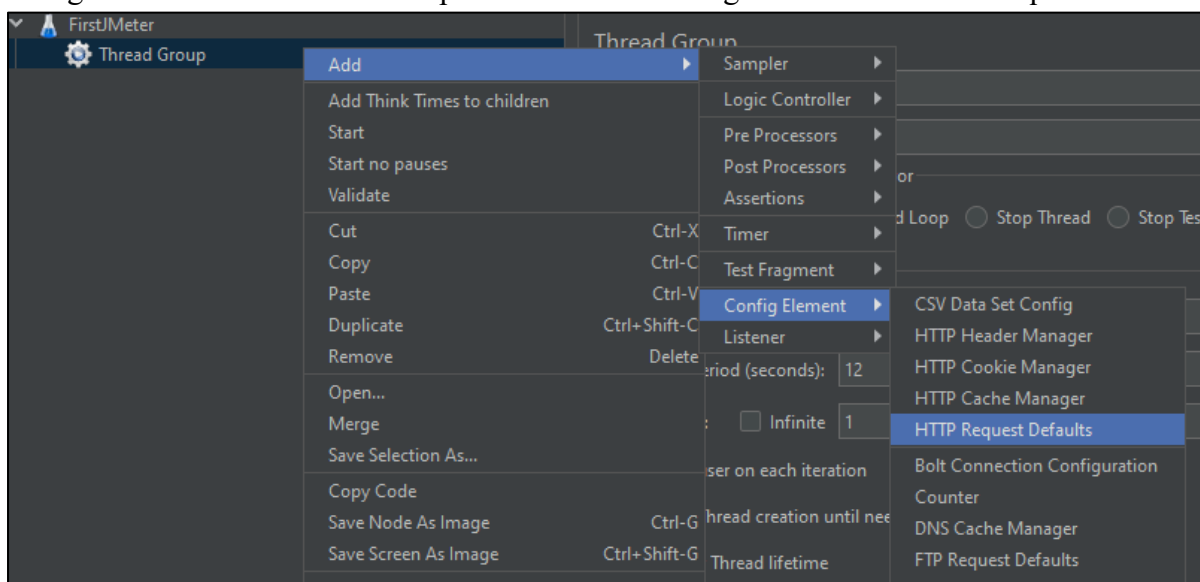 FirstJMeter
Thread Group
Thread Group
Add
Add Think Times to children
Start
Start no pauses
Validate
Cut Ctrl-X
Copy Ctrl-C
Paste Ctrl-V
Duplicate Ctrl+Shift-C
Remove Delete
Open...
Merge
Save Selection As...
Copy Code
Save Node As Image Ctrl-G
Save Screen As Image Ctrl+Shift-G
Sampler
Logic Controller
Pre Processors
Post Processors
Assertions
Timer
Test Fragment
Config Element
Listener
or
d Loop Stop Thread Stop Tes
eriod (seconds): 12
: Infinite 1
ser on each iteration
hread creation until nee
Thread lifetime
CSV Data Set Config
HTTP Header Manager
HTTP Cookie Manager
HTTP Cache Manager
HTTP Request Defaults
Bolt Connection Configuration
Counter
DNS Cache Manager
FTP Request Defaults